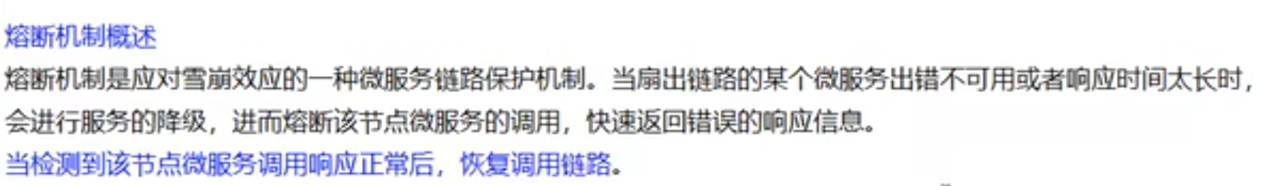 熔断机制概述
熔断机制是应对雪崩效应的一种微服务链路保护机制。当扇出链路的某个微服务出错不可用或者响应时间太长时，
会进行服务的降级，进而熔断该节点微服务的调用，快速返回错误的响应信息。
当检测到该节点微服务调用响应正常后，恢复调用链路。